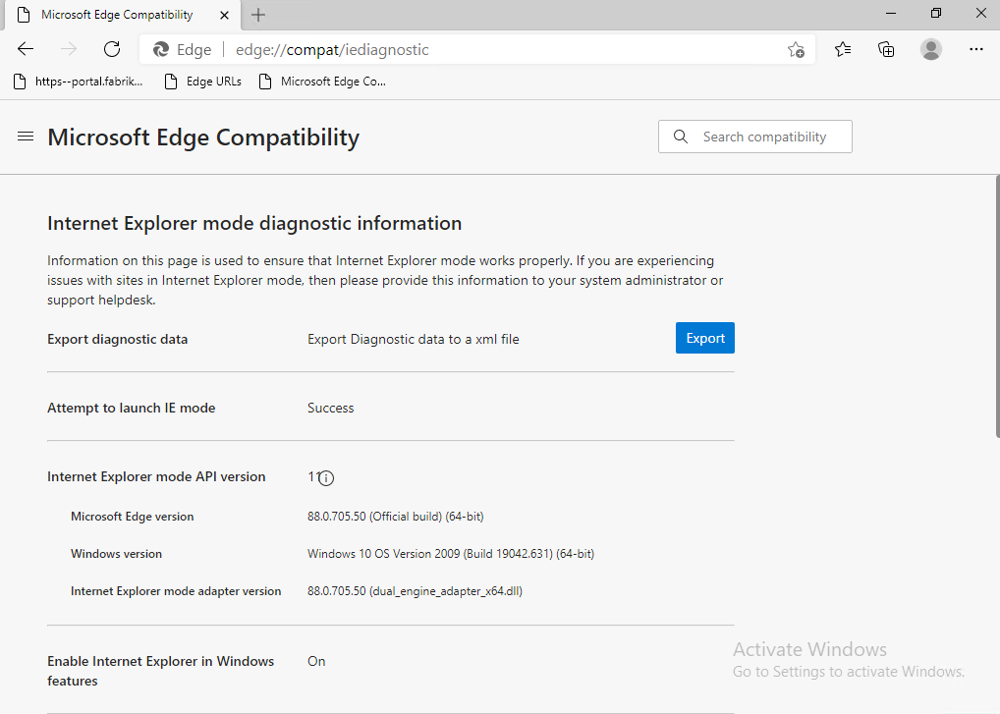 Microsoft Edge Compatibility
Edge | edge://compat/iediagnostic
https--portal.fabrik... Edge URLs Microsoft Edge Co...
Microsoft Edge Compatibility
Search compatibility
Internet Explorer mode diagnostic information
Information on this page is used to ensure that Internet Explorer mode works properly. If you are experiencing
issues with sites in Internet Explorer mode, then please provide this information to your system administrator or
support helpdesk.
Export diagnostic data Export Diagnostic data to a xml file Export
Attempt to launch IE mode Success
Internet Explorer mode API version 11
Microsoft Edge version 88.0.705.50 (Official build) (64-bit)
Windows version Windows 10 OS Version 2009 (Build 19042.631) (64-bit)
Internet Explorer mode adapter version 88.0.705.50 (dual_engine_adapter_x64.dll)
Enable Internet Explorer in Windows On
features
Activate Windows
Go to Settings to activate Windows.